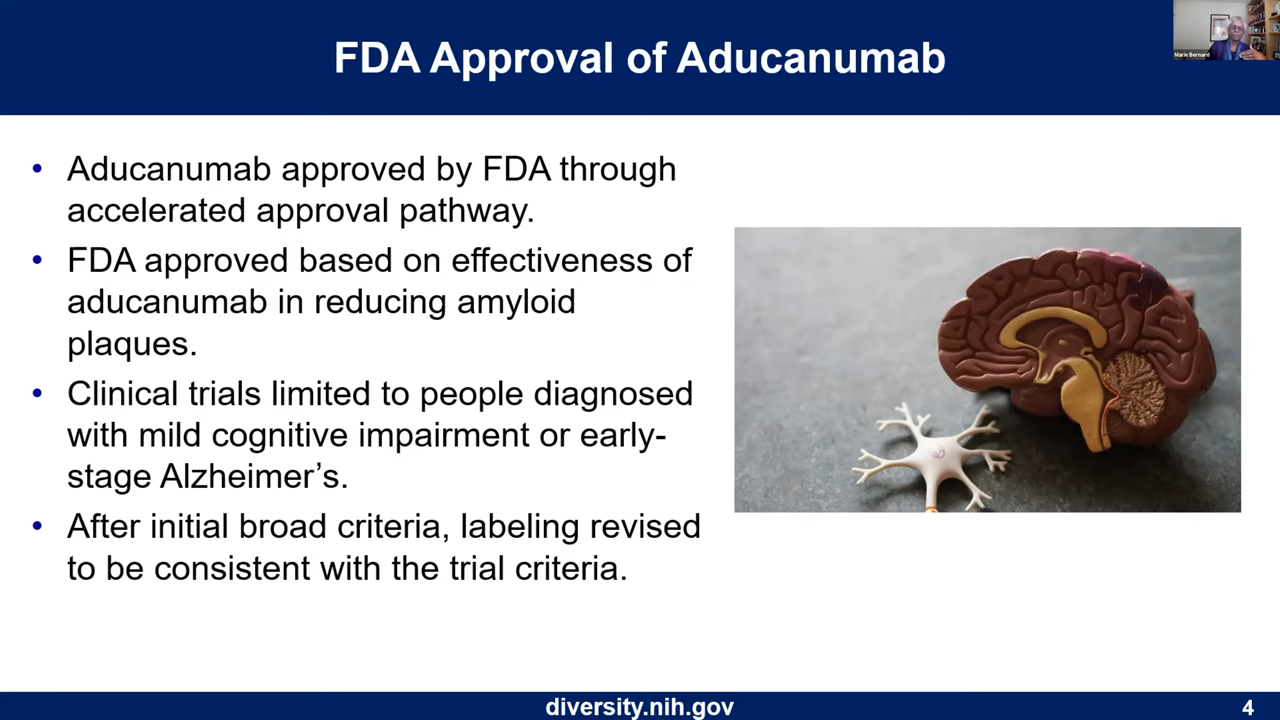 FDA Approval of Aducanumab
Marie Bernard
• Aducanumab approved by FDA through
accelerated approval pathway.
• FDA approved based on effectiveness of
aducanumab in reducing amyloid
plaques.
• Clinical trials limited to people diagnosed
with mild cognitive impairment or early-
stage Alzheimer’s.
• After initial broad criteria, labeling revised
to be consistent with the trial criteria.
diversity.nih.gov
4